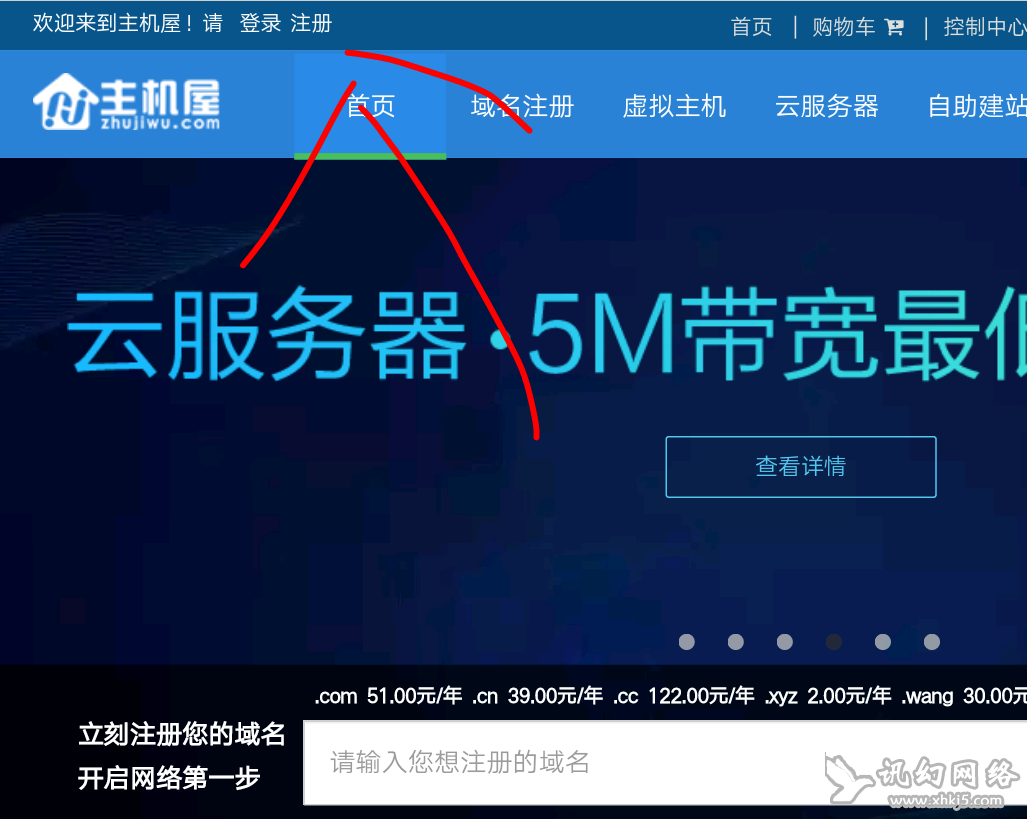 欢迎来到主机屋！请 登录 注册
首页 | 购物车 | 控制中心
主机屋
zhujiwu.com
首页 域名注册 虚拟主机 云服务器 自助建站
云服务器·5M带宽最低
查看详情
.com 51.00元/年 .cn 39.00元/年 .cc 122.00元/年 .xyz 2.00元/年 .wang 30.00元
立刻注册您的域名
开启网络第一步
请输入您想注册的域名
讯幻网络
www.xhkj5.com